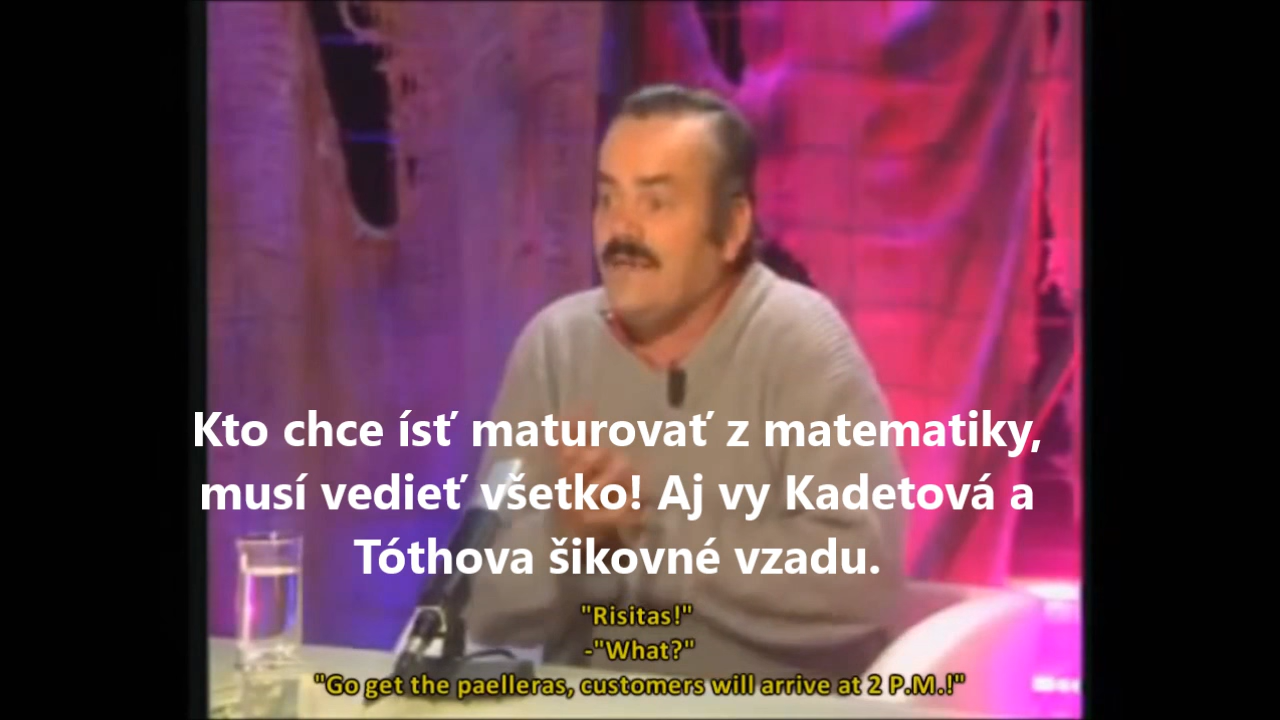 Kto chce ísť maturovať z matematiky,
musí vedieť všetko! Aj vy Kadetová a
Tóthova šikovné vzadu.
"Risitas!"
-"What?"
"Go get the paelleras, customers will arrive at 2 P.M.!"